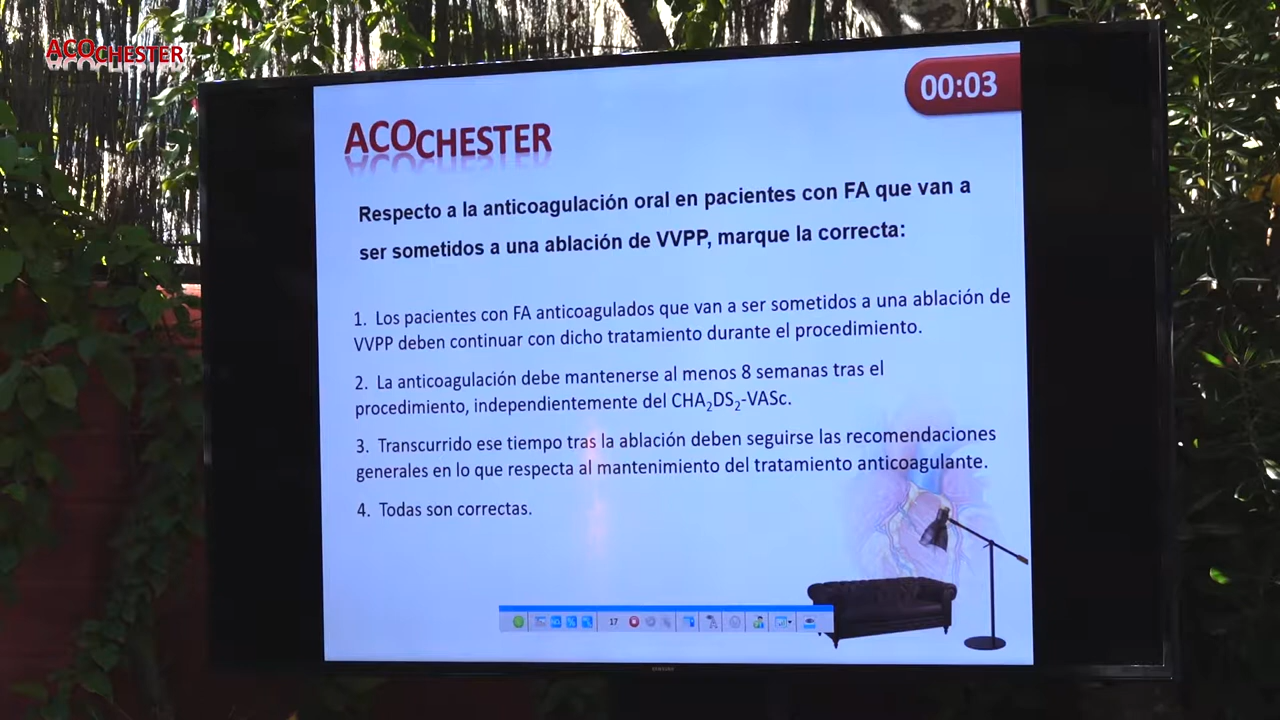 ACOCHESTER
00:03
ACOCHESTER
Respecto a la anticoagulación oral en pacientes con FA que van a
ser sometidos a una ablación de VVPP, marque la correcta:
1. Los pacientes con FA anticoagulados que van a ser sometidos a una ablación de
VVPP deben continuar con dicho tratamiento durante el procedimiento.
2. La anticoagulación debe mantenerse al menos 8 semanas tras el
procedimiento, independientemente del CHA₂DS₂-VASc.
3. Transcurrido ese tiempo tras la ablación deben seguirse las recomendaciones
generales en lo que respecta al mantenimiento del tratamiento anticoagulante.
4. Todas son correctas.
17
SAMSUNG